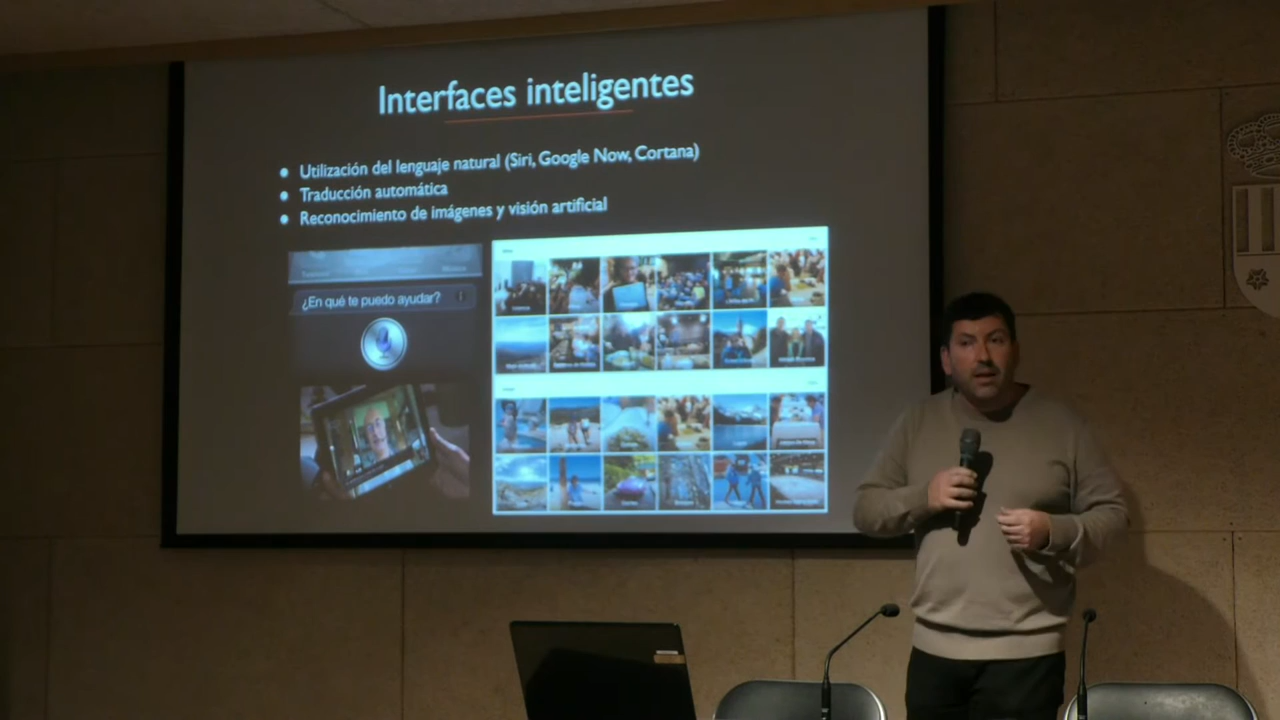 Interfaces inteligentes
● Utilización del lenguaje natural (Siri, Google Now, Cortana)
● Traducción automática
● Reconocimiento de imágenes y visión artificial
¿En qué te puedo ayudar?